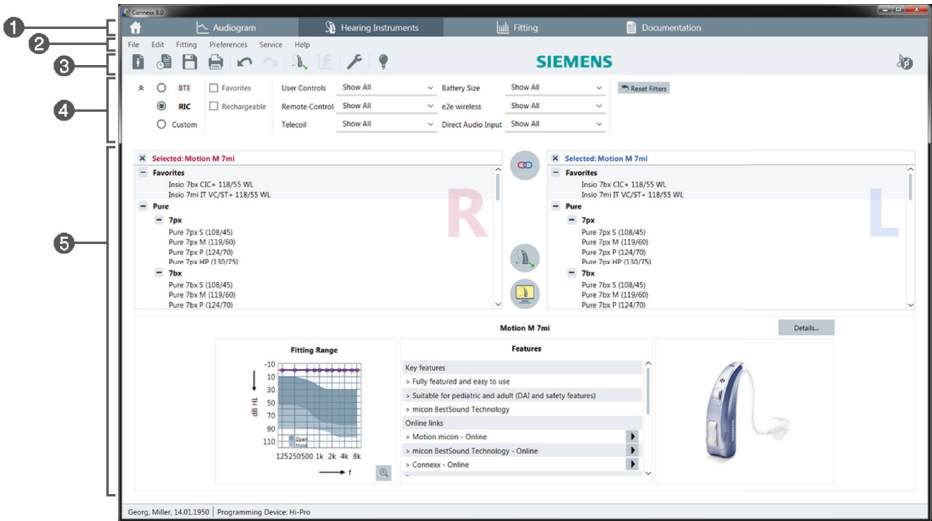 Connexx 8.0
1
Audiogram
Hearing Instruments
Fitting
Documentation
2
File Edit Fitting Preferences Service Help
3
SIEMENS
4
BTE Favorites User Controls Show All Battery Size Show All Reset Filters
RIC Rechargeable Remote Control Show All e2e wireless Show All
Custom Telecoil Show All Direct Audio Input Show All
5
Selected: Motion M 7mi
Favorites
Insio 7bx CIC+ 118/55 WL
Insio 7mi IT VC/ST+ 118/55 WL
Pure
7px
Pure 7px S (108/45)
Pure 7px M (119/60)
Pure 7px P (124/70)
Pure 7px HP (130/75)
7bx
Pure 7bx S (108/45)
Pure 7bx M (119/60)
Pure 7bx P (124/70)
R
Selected: Motion M 7mi
Favorites
Insio 7bx CIC+ 118/55 WL
Insio 7mi IT VC/ST+ 118/55 WL
Pure
7px
Pure 7px S (108/45)
Pure 7px M (119/60)
Pure 7px P (124/70)
Pure 7px HP (130/75)
7bx
Pure 7bx S (108/45)
Pure 7bx M (119/60)
Pure 7bx P (124/70)
L
Motion M 7mi
Details...
Fitting Range
-10
10
30
50
70
90
110
dB HL
Open
125 250 500 1k 2k 4k 8k
f
Features
Key features
> Fully featured and easy to use
> Suitable for pediatric and adult (DAI and safety features)
> micon BestSound Technology
Online links
> Motion micon - Online
> micon BestSound Technology - Online
> Connexx - Online
Georg, Miller, 14.01.1950 Programming Device: Hi-Pro